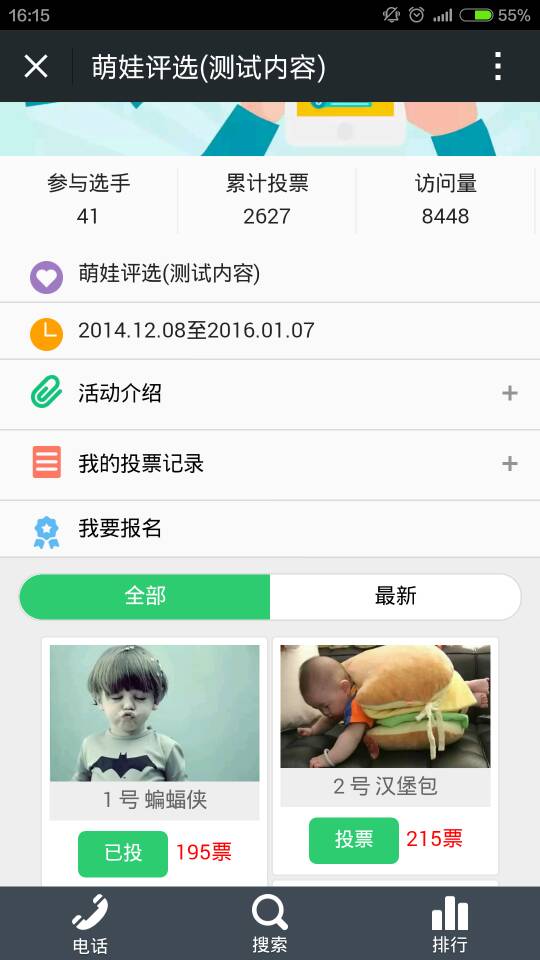 16:15
55%
萌娃评选(测试内容)
参与选手
累计投票
访问量
41
2627
8448
萌娃评选(测试内容)
2014.12.08至2016.01.07
活动介绍
+
我的投票记录
+
我要报名
全部
最新
1 号 蝙蝠侠
已投
195票
2 号 汉堡包
投票
215票
电话
搜索
排行